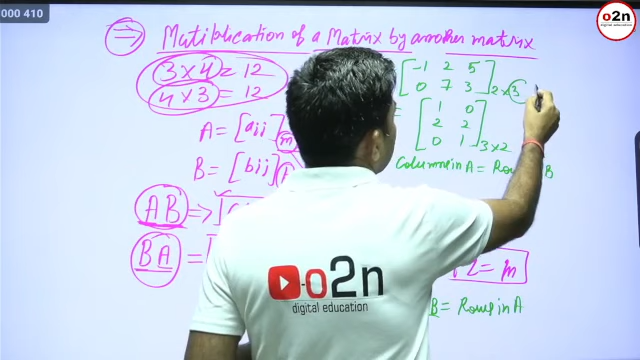 000 410
o2n
digital education
⇒ Mutiplication of a Matrix by another matrix
3 × 4 = 12
4 × 3 = 12
A = [aij] m
B = [bij]
AB ⇒
BA =
[-1 2 5
0 7 3] 2 × 3
= [1 0
2 2
0 1] 3 × 2
Column in A = B
= m
B = Rows in A
o2n
digital education